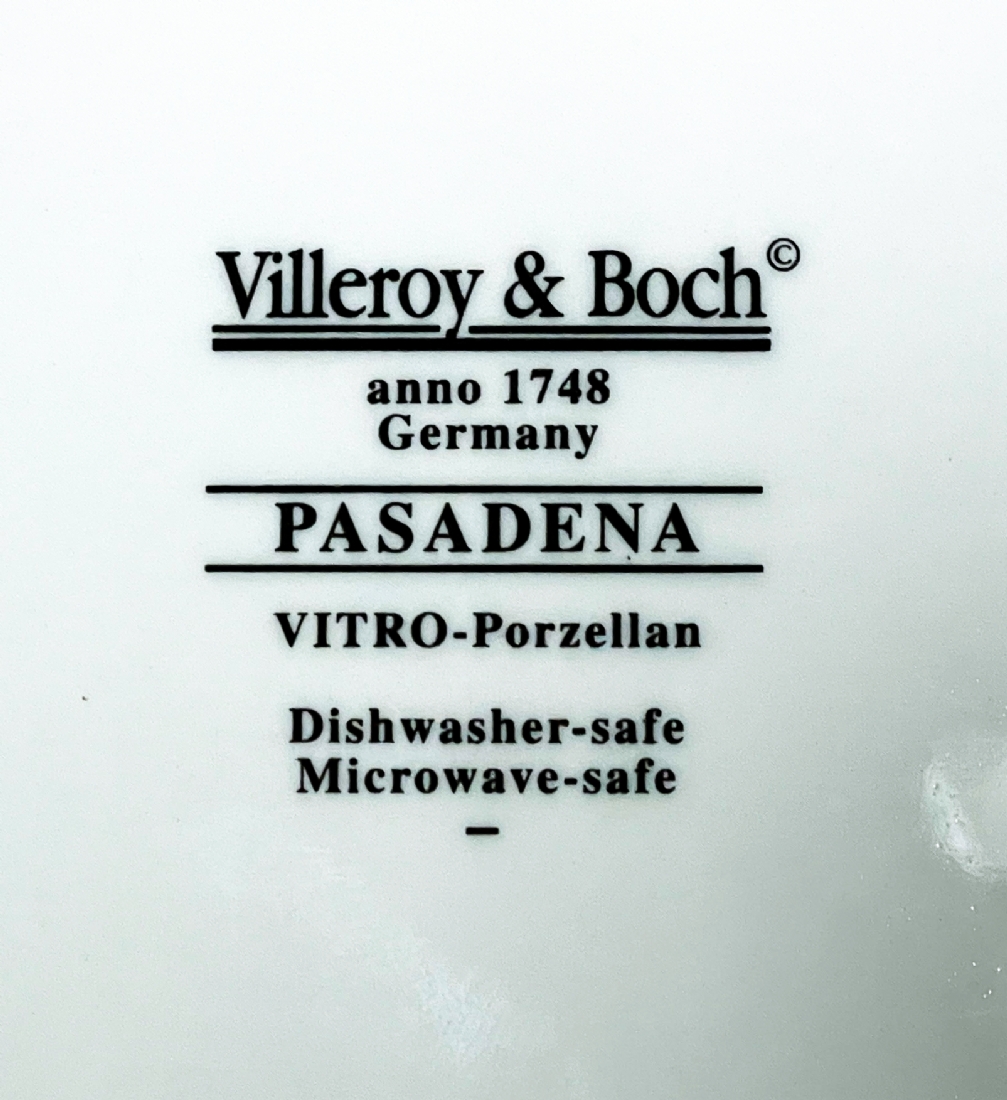 Villeroy & Boch©
anno 1748
Germany
PASADENA
VITRO-Porzellan
Dishwasher-safe
Microwave-safe